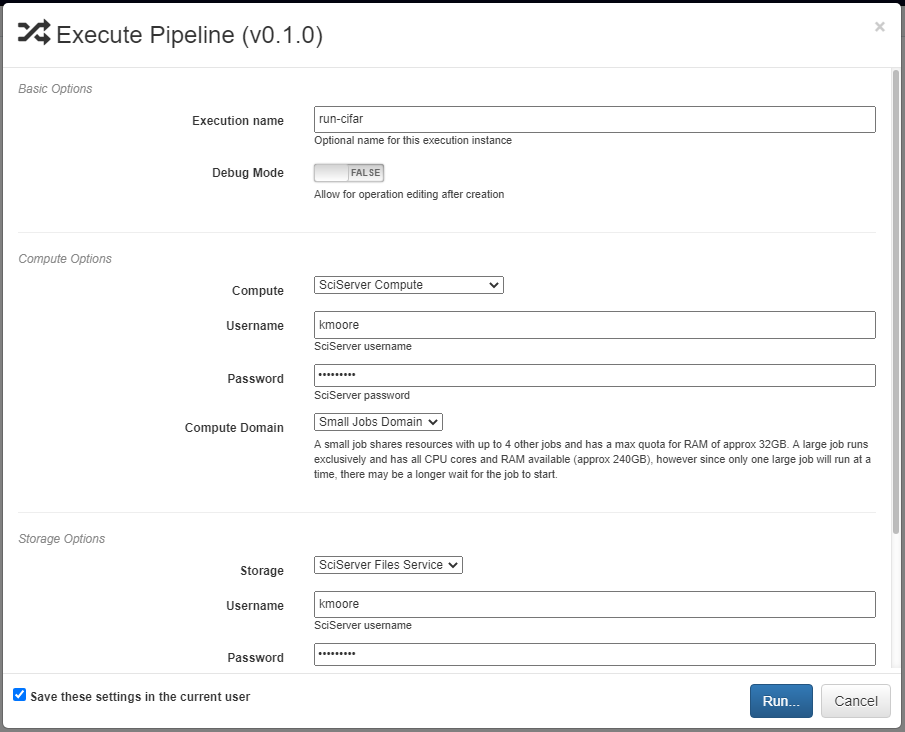 Execute Pipeline (v0.1.0)
×
Basic Options
Execution name
run-cifar
Optional name for this execution instance
Debug Mode
FALSE
Allow for operation editing after creation
Compute Options
Compute
SciServer Compute
Username
kmoore
SciServer username
Password
•••••••••
SciServer password
Compute Domain
Small Jobs Domain
A small job shares resources with up to 4 other jobs and has a max quota for RAM of approx 32GB. A large job runs
exclusively and has all CPU cores and RAM available (approx 240GB), however since only one large job will run at a
time, there may be a longer wait for the job to start.
Storage Options
Storage
SciServer Files Service
Username
kmoore
SciServer username
Password
•••••••••
Save these settings in the current user
Run...
Cancel